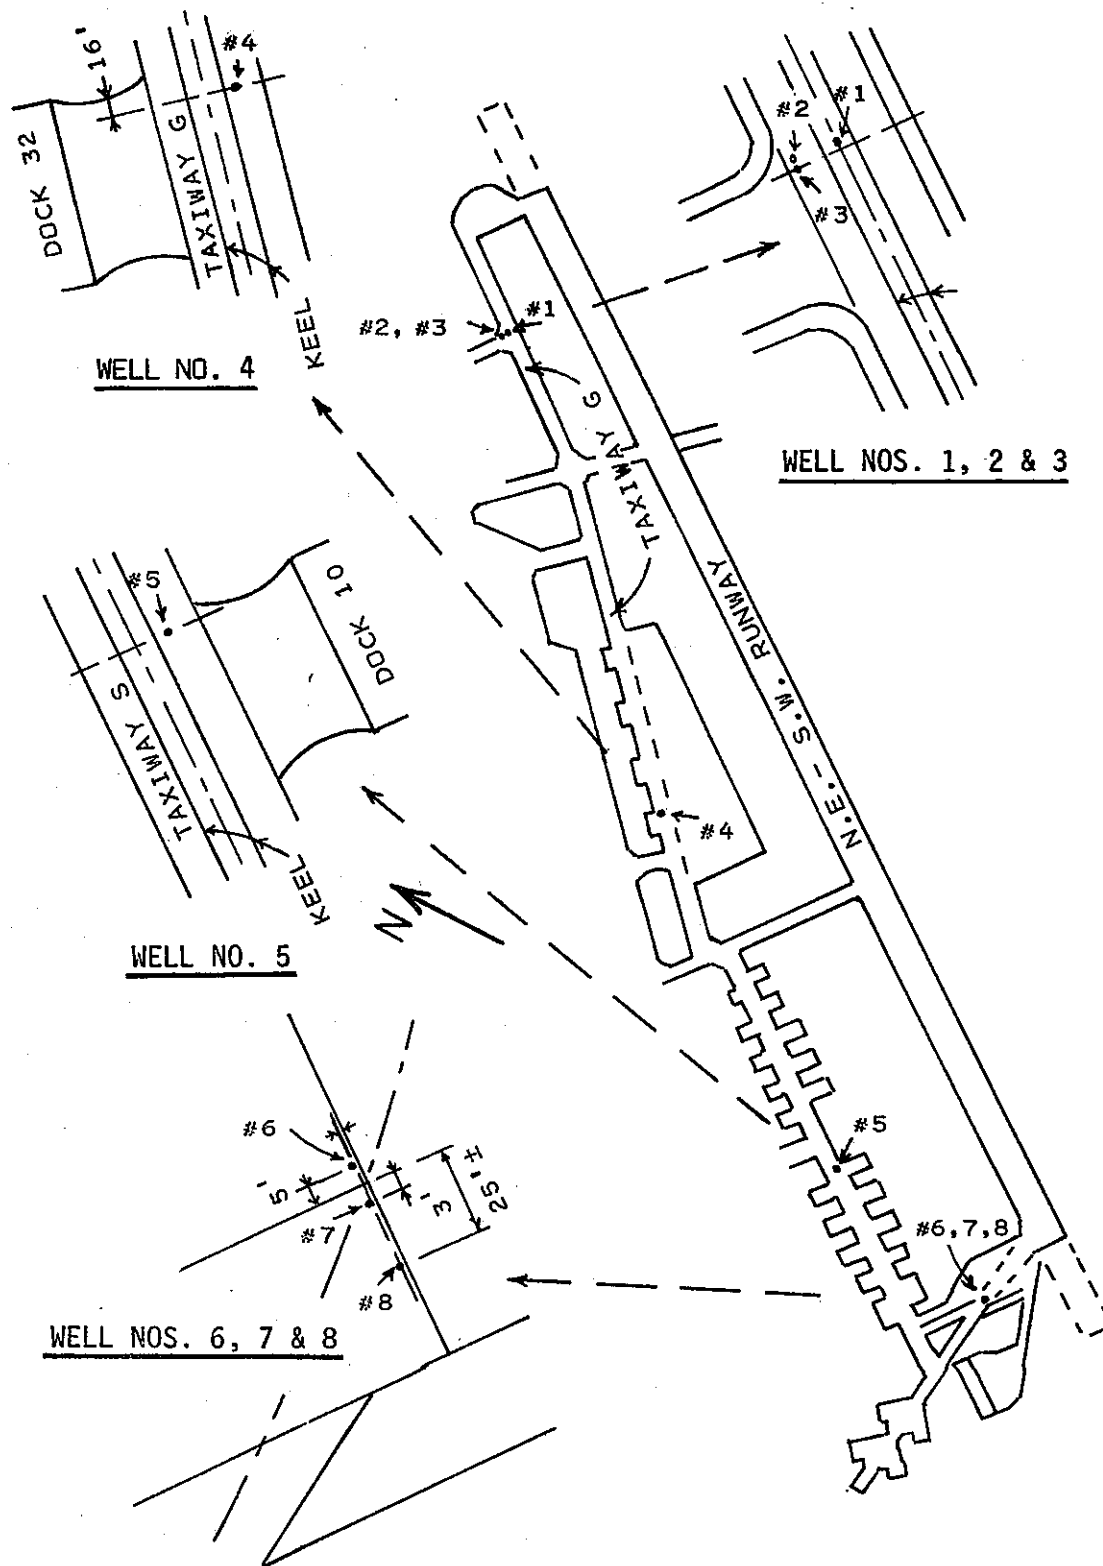 16'
#4
DOCK 32
TAXIWAY G
KEEL
WELL NO. 4
#2
#1
#3
WELL NOS. 1, 2 & 3
#2, #3
#1
TAXIWAY G
N.E. - S.W. RUNWAY
#4
#5
#6,7,8
#5
DOCK 10
TAXIWAY S
KEEL
WELL NO. 5
N
#6
5'
#7
3'
25'±
#8
WELL NOS. 6, 7 & 8